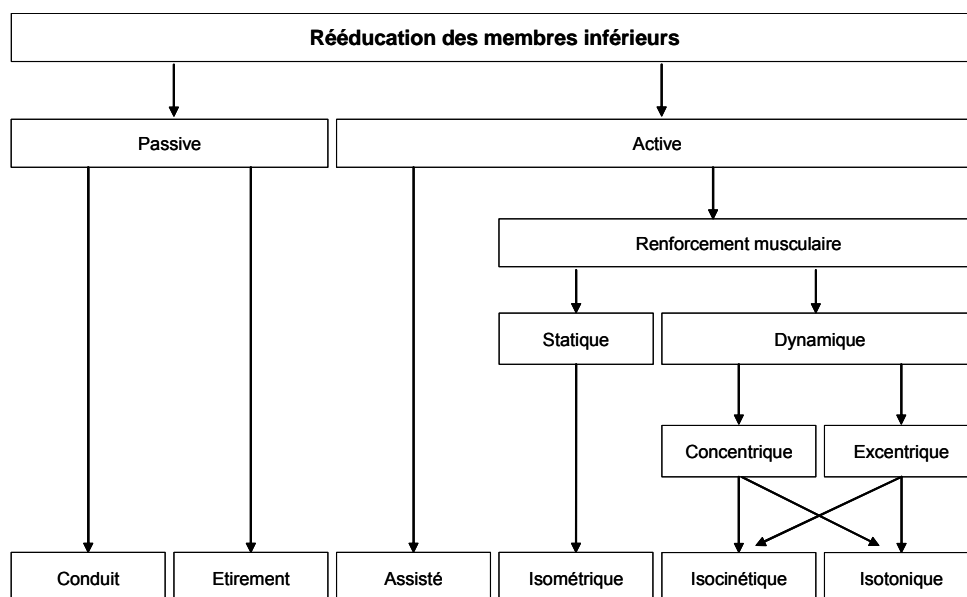 Rééducation des membres inférieurs
Passive
Active
Renforcement musculaire
Statique
Dynamique
Concentrique
Excentrique
Conduit
Etirement
Assisté
Isométrique
Isocinétique
Isotonique